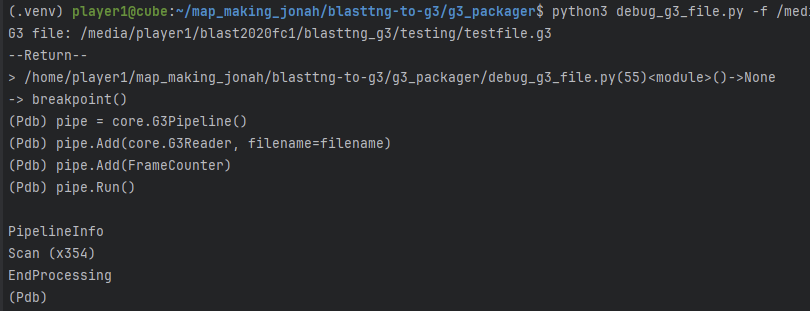 (.venv) player1@cube:~/map_making_jonah/blasttng-to-g3/g3_packager$ python3 debug_g3_file.py -f /medi
G3 file: /media/player1/blast2020fc1/blasttng_g3/testing/testfile.g3
--Return--
> /home/player1/map_making_jonah/blasttng-to-g3/g3_packager/debug_g3_file.py(55)<module>()->None
-> breakpoint()
(Pdb) pipe = core.G3Pipeline()
(Pdb) pipe.Add(core.G3Reader, filename=filename)
(Pdb) pipe.Add(FrameCounter)
(Pdb) pipe.Run()
PipelineInfo
Scan (x354)
EndProcessing
(Pdb)